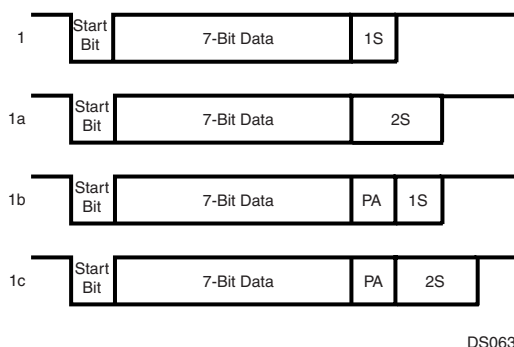 1
Start
Bit
7-Bit Data
1S
1a
Start
Bit
7-Bit Data
2S
1b
Start
Bit
7-Bit Data
PA
1S
1c
Start
Bit
7-Bit Data
PA
2S
DS063